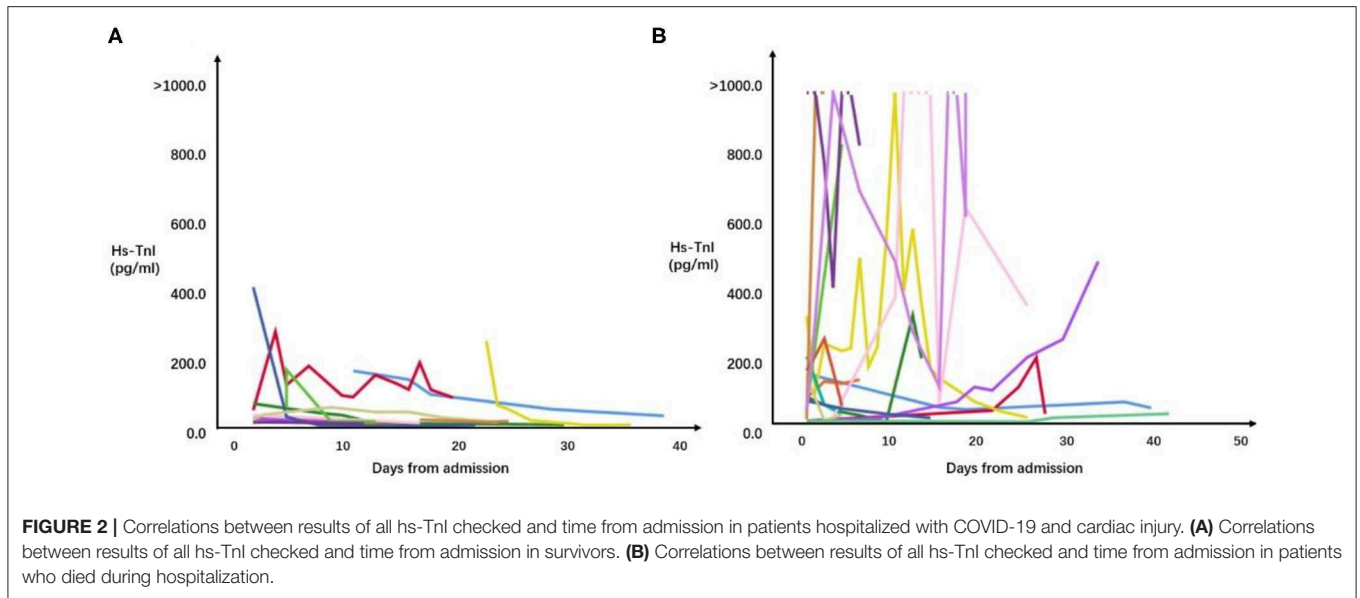 A
>1000.0
800.0
600.0
Hs-TnI
(pg/ml)
400.0
200.0
0.0
0 10 20 30 40
Days from admission
B
>1000.0
800.0
600.0
Hs-TnI
(pg/ml)
400.0
200.0
0.0
0 10 20 30 40 50
Days from admission
FIGURE 2 | Correlations between results of all hs-TnI checked and time from admission in patients hospitalized with COVID-19 and cardiac injury. (A) Correlations
between results of all hs-TnI checked and time from admission in survivors. (B) Correlations between results of all hs-TnI checked and time from admission in patients
who died during hospitalization.